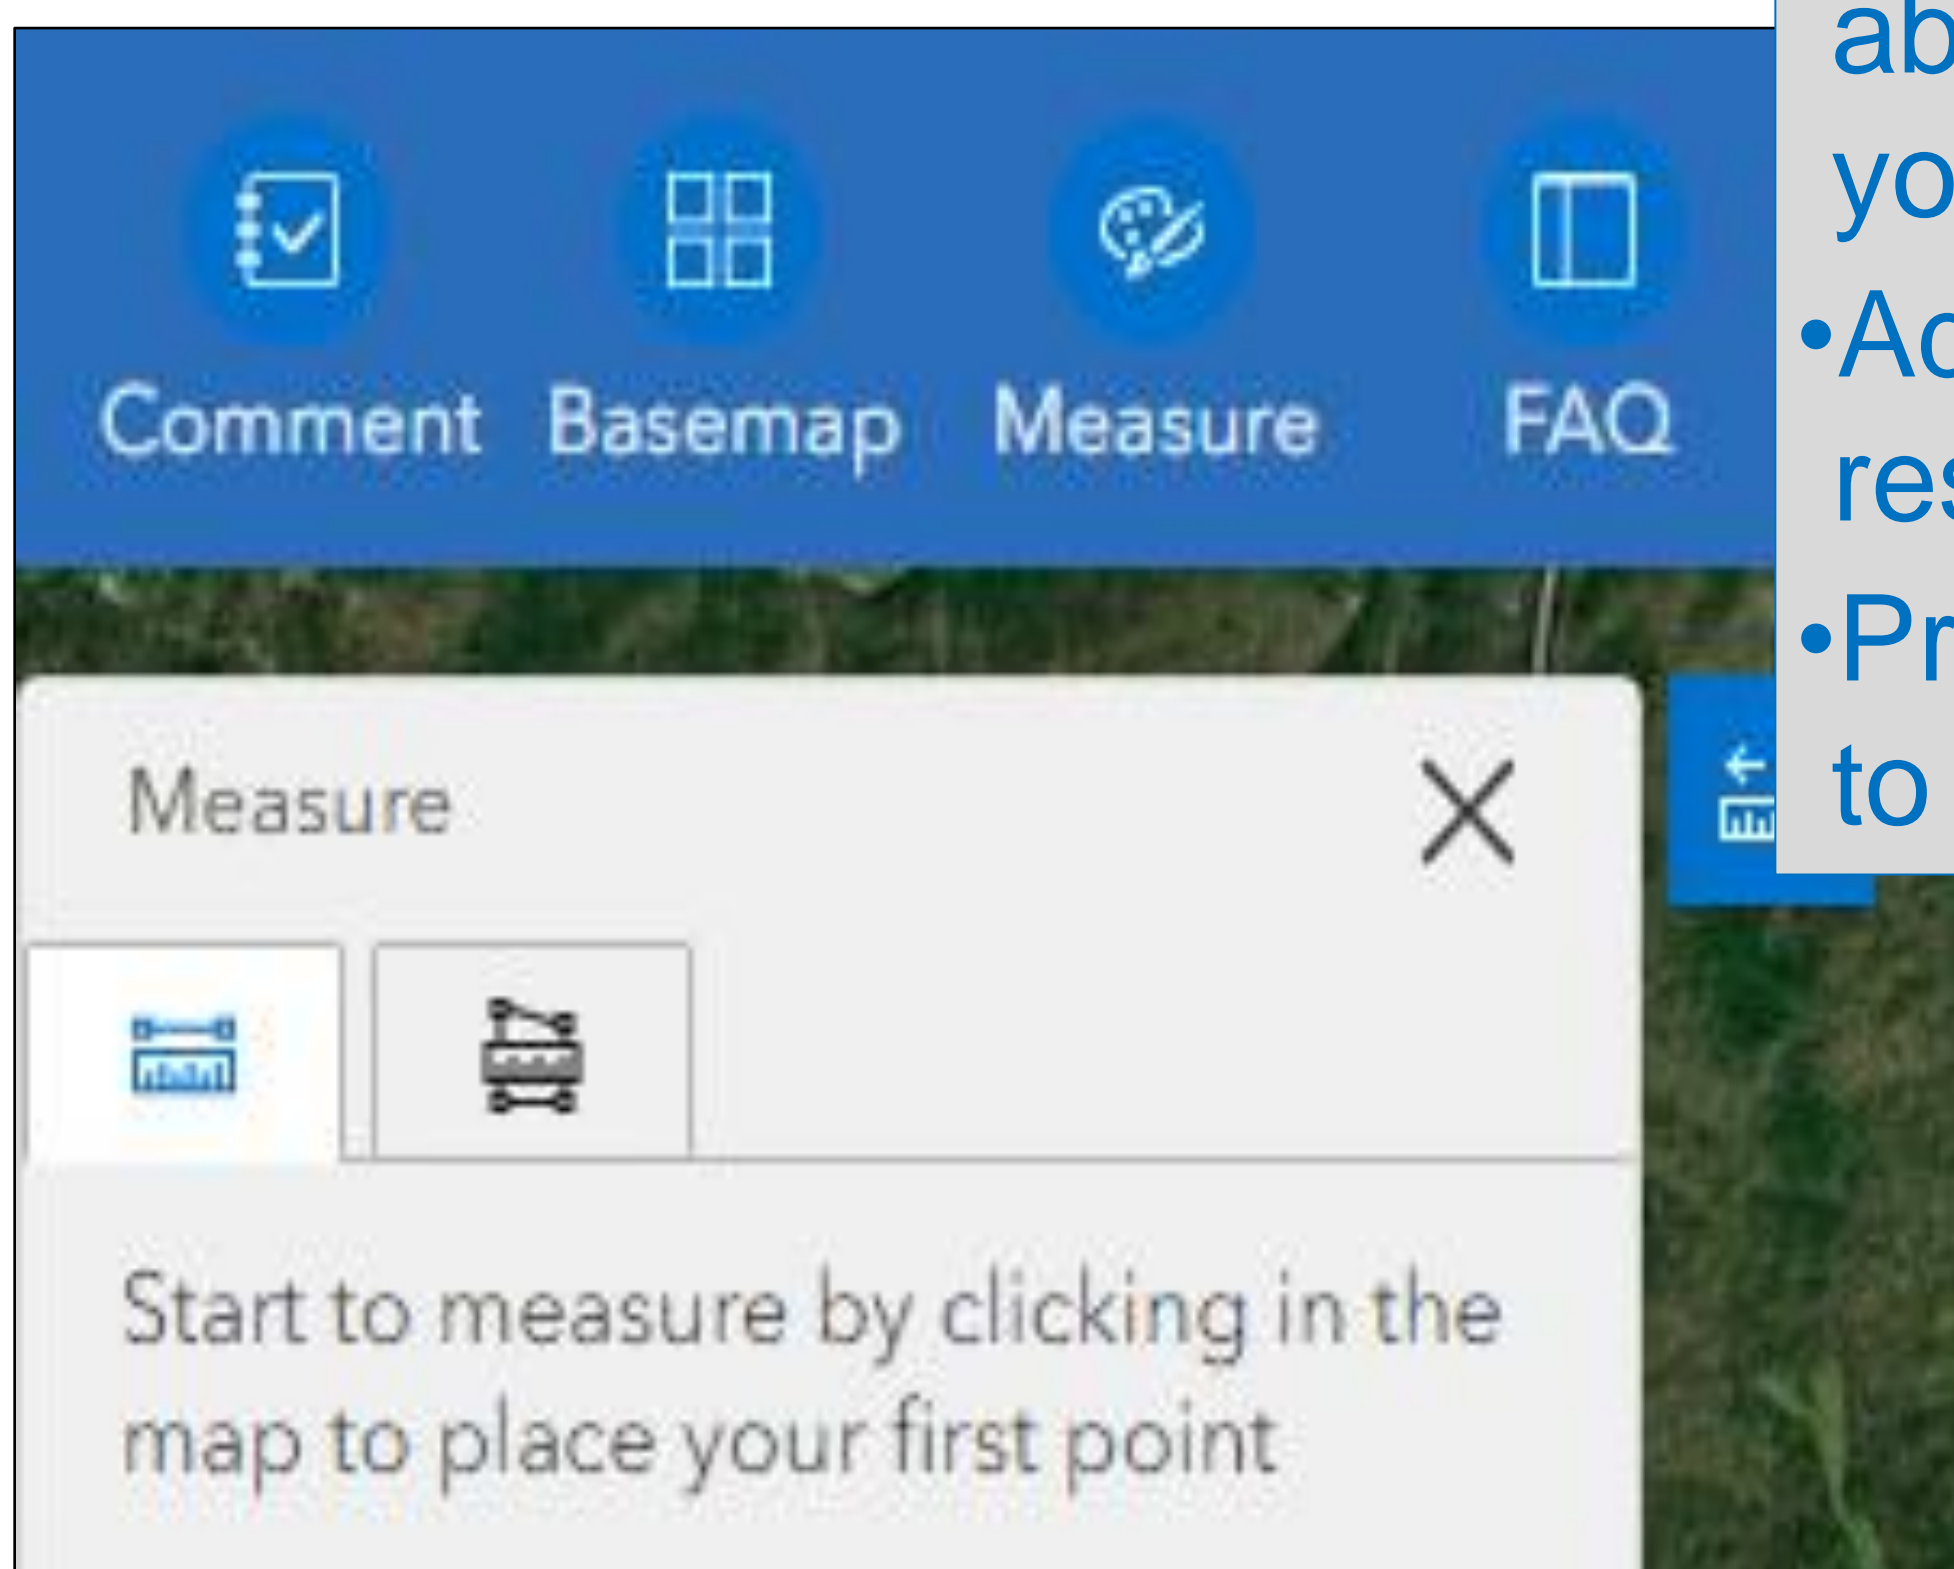 Comment Basemap Measure FAQ
Measure
Start to measure by clicking in the
map to place your first point
to